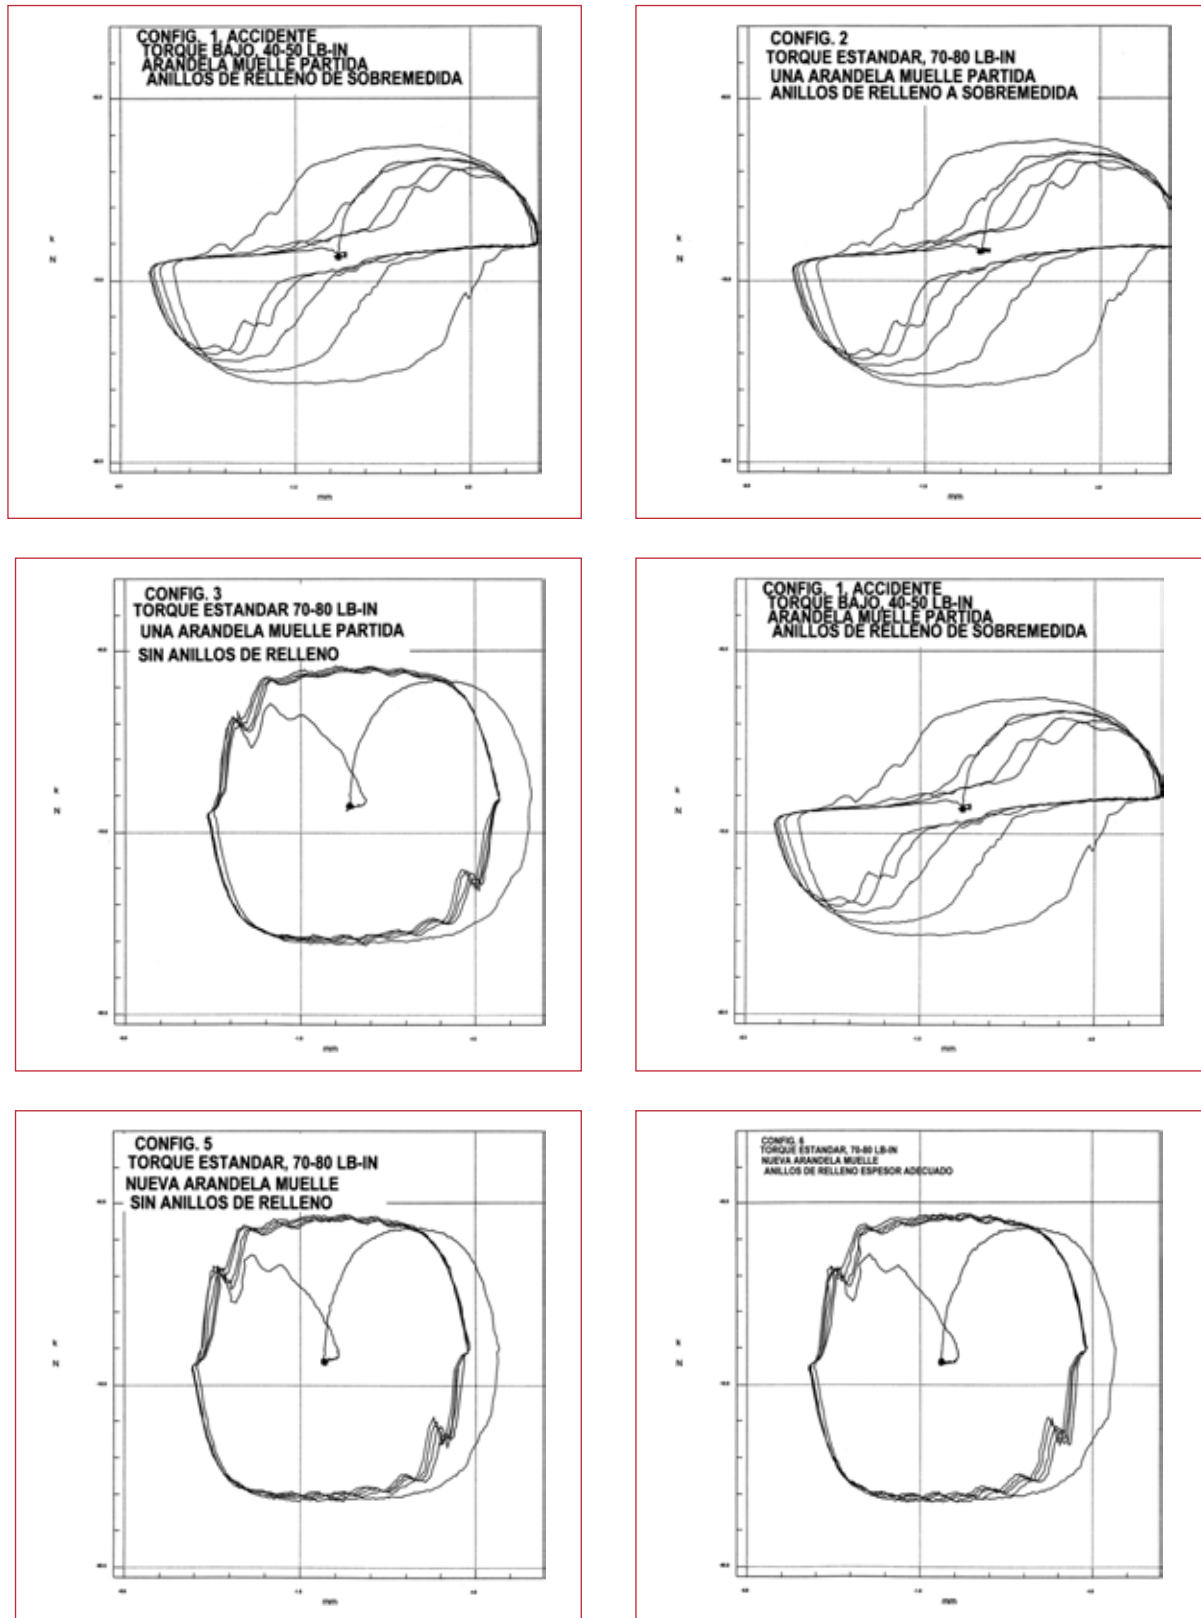 CONFIG. 1, ACCIDENTE
TORQUE BAJO, 40-50 LB-IN
ARANDELA MUELLE PARTIDA
ANILLOS DE RELLENO DE SOBREMEDIDA
k
N
mm
CONFIG. 2
TORQUE ESTANDAR, 70-80 LB-IN
UNA ARANDELA MUELLE PARTIDA
ANILLOS DE RELLENO A SOBREMEDIDA
k
N
mm
CONFIG. 3
TORQUE ESTANDAR 70-80 LB-IN
UNA ARANDELA MUELLE PARTIDA
SIN ANILLOS DE RELLENO
k
N
mm
CONFIG. 1, ACCIDENTE
TORQUE BAJO, 40-50 LB-IN
ARANDELA MUELLE PARTIDA
ANILLOS DE RELLENO DE SOBREMEDIDA
k
N
mm
CONFIG. 5
TORQUE ESTANDAR, 70-80 LB-IN
NUEVA ARANDELA MUELLE
SIN ANILLOS DE RELLENO
k
N
CONFIG. 6
TORQUE ESTANDAR, 70-80 LB-IN
NUEVA ARANDELA MUELLE
ANILLOS DE RELLENO ESPESOR ADECUADO
k
N
mm
mm